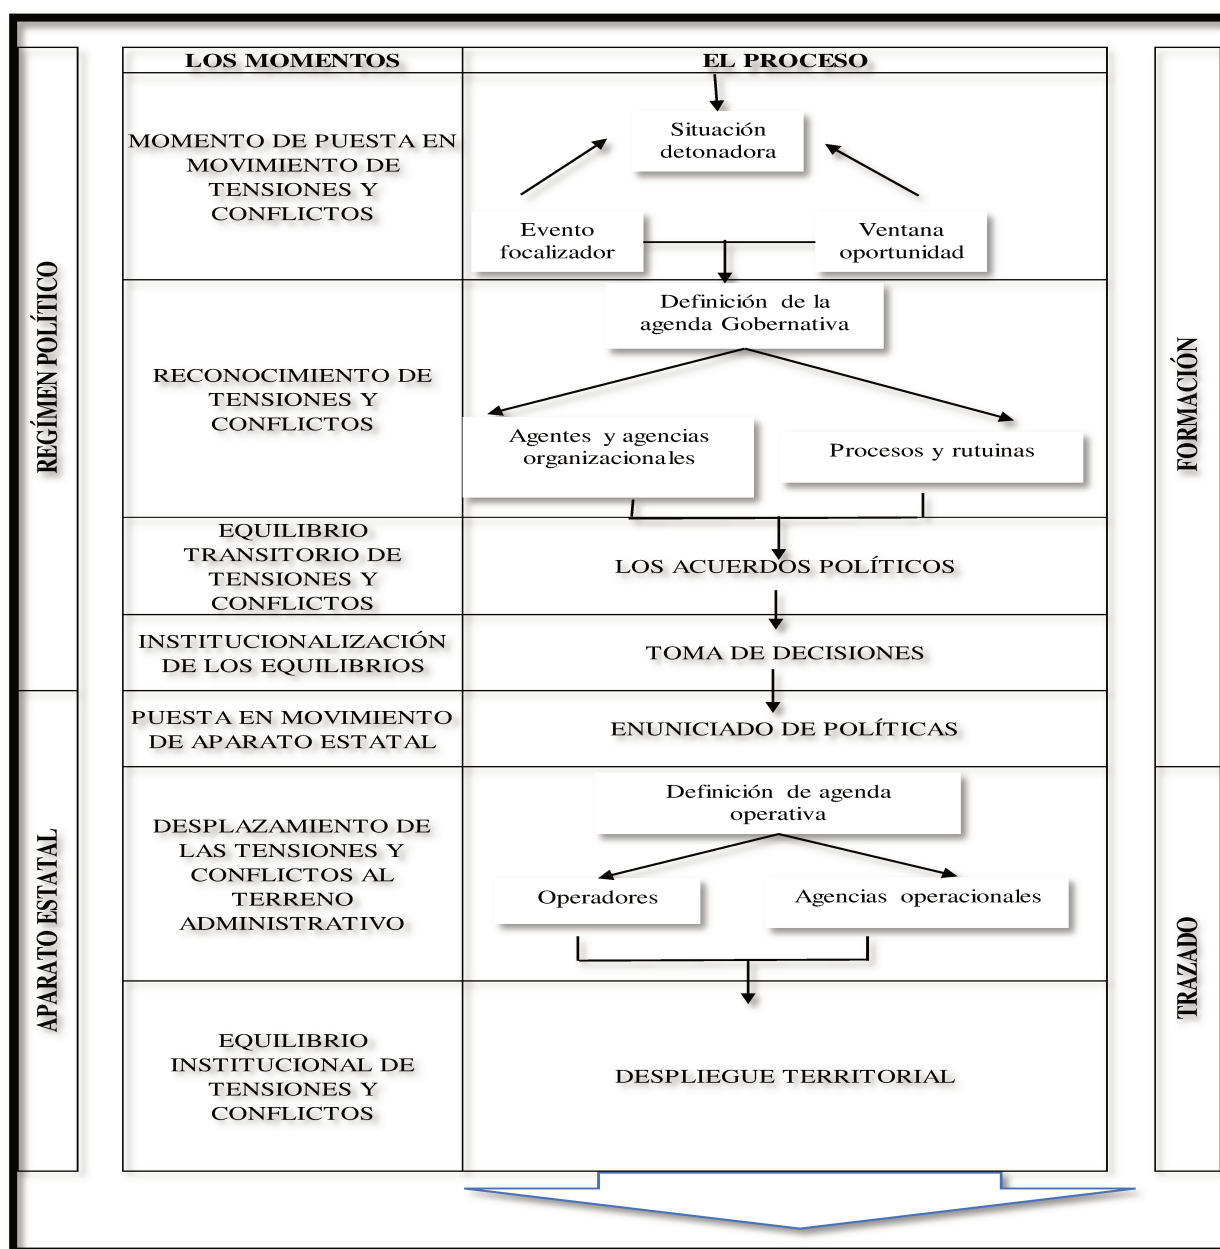 LOS MOMENTOS
EL PROCESO
REGÍMEN POLÍTICO
FORMACIÓN
MOMENTO DE PUESTA EN
MOVIMIENTO DE
TENSIONES Y
CONFLICTOS
Situación
detonadora
Evento
focalizador
Ventana
oportunidad
RECONOCIMIENTO DE
TENSIONES Y
CONFLICTOS
Definición de la
agenda Gobernativa
Agentes y agencias
organizacionales
Procesos y rutuinas
EQUILIBRIO
TRANSITORIO DE
TENSIONES Y
CONFLICTOS
LOS ACUERDOS POLÍTICOS
INSTITUCIONALIZACIÓN
DE LOS EQUILIBRIOS
TOMA DE DECISIONES
APARATO ESTATAL
PUESTA EN MOVIMIENTO
DE APARATO ESTATAL
ENUNICIADO DE POLÍTICAS
TRAZADO
DESPLAZAMIENTO DE
LAS TENSIONES Y
CONFLICTOS AL
TERRENO
ADMINISTRATIVO
Definición de agenda
operativa
Operadores
Agencias operacionales
EQUILIBRIO
INSTITUCIONAL DE
TENSIONES Y
CONFLICTOS
DESPLIEGUE TERRITORIAL